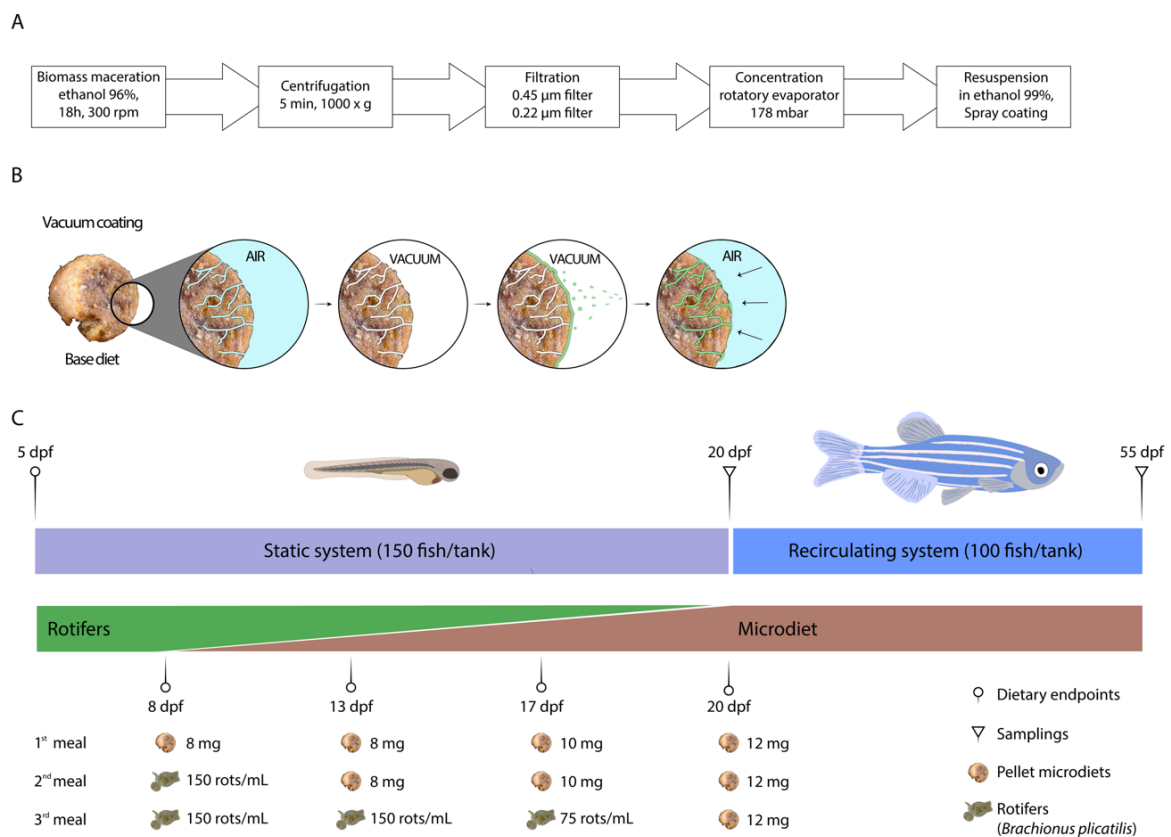 A
Biomass maceration
ethanol 96%,
18h, 300 rpm
Centrifugation
5 min, 1000 x g
Filtration
0.45 µm filter
0.22 µm filter
Concentration
rotatory evaporator
178 mbar
Resuspension
in ethanol 99%,
Spray coating
B
Vacuum coating
Base diet
AIR
VACUUM
VACUUM
AIR
C
5 dpf
20 dpf
55 dpf
Static system (150 fish/tank)
Recirculating system (100 fish/tank)
Rotifers
Microdiet
8 dpf
13 dpf
17 dpf
20 dpf
1st meal 8 mg 8 mg 10 mg 12 mg
2nd meal 150 rots/mL 8 mg 10 mg 12 mg
3rd meal 150 rots/mL 150 rots/mL 75 rots/mL 12 mg
Dietary endpoints
Samplings
Pellet microdiets
Rotifers
(Brachionus plicatilis)